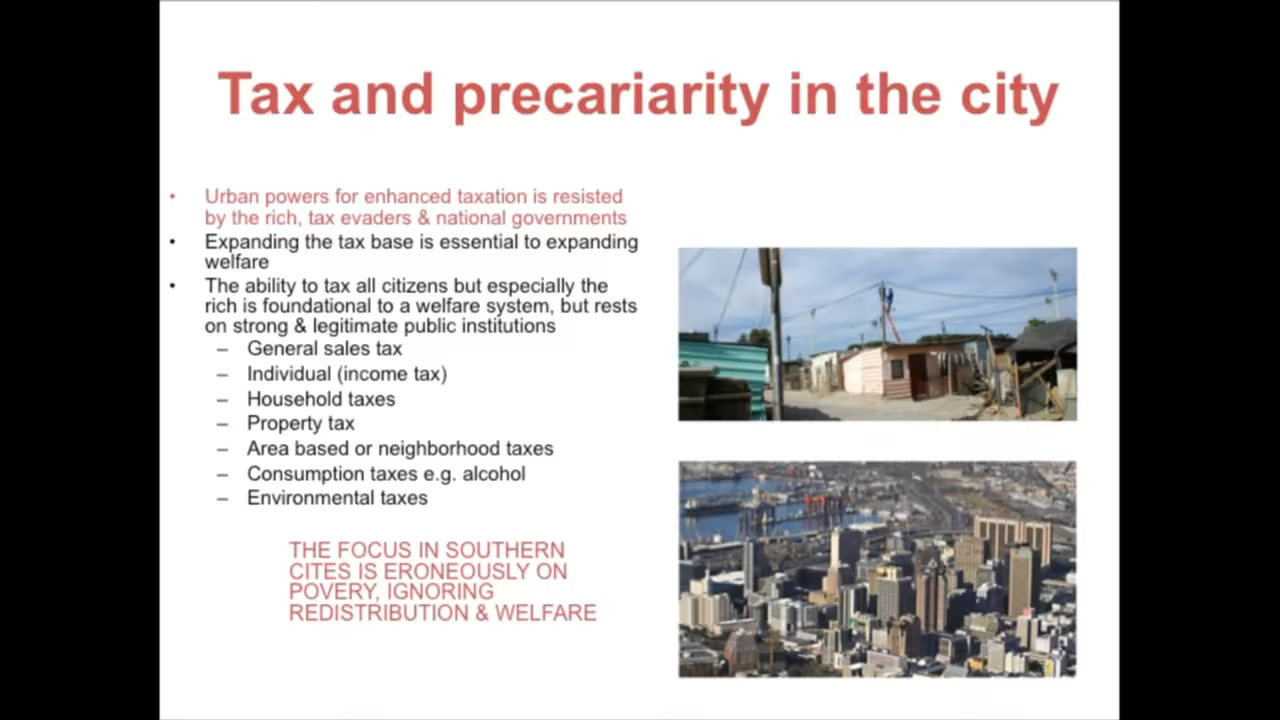 Tax and precariarity in the city
• Urban powers for enhanced taxation is resisted
by the rich, tax evaders & national governments
• Expanding the tax base is essential to expanding
welfare
• The ability to tax all citizens but especially the
rich is foundational to a welfare system, but rests
on strong & legitimate public institutions
– General sales tax
– Individual (income tax)
– Household taxes
– Property tax
– Area based or neighborhood taxes
– Consumption taxes e.g. alcohol
– Environmental taxes
THE FOCUS IN SOUTHERN
CITES IS ERONEOUSLY ON
POVERY, IGNORING
REDISTRIBUTION & WELFARE